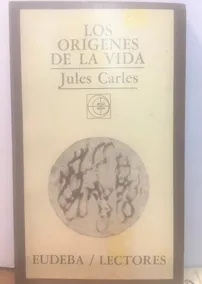 LOS
ORIGENES
DE LA VIDA
Jules Carles
EUDEBA / LECTORES